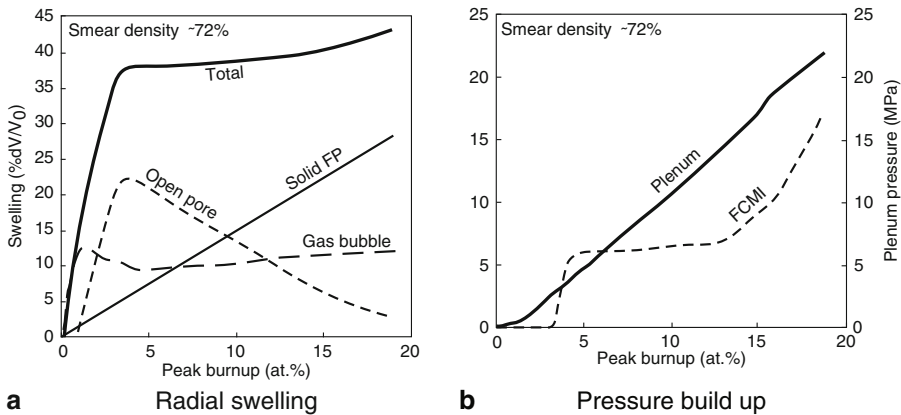 Smear density ~72%
Swelling (%dV/V0)
45
40
35
30
25
20
15
10
5
0
Total
Solid FP
Open pore
Gas bubble
0 5 10 15 20
Peak burnup (at.%)
a Radial swelling
Smear density ~72%
25
20
15
10
5
0
Plenum
FCMI
25
20
15
10
5
0
Plenum pressure (MPa)
0 5 10 15 20
Peak burnup (at.%)
b Pressure build up